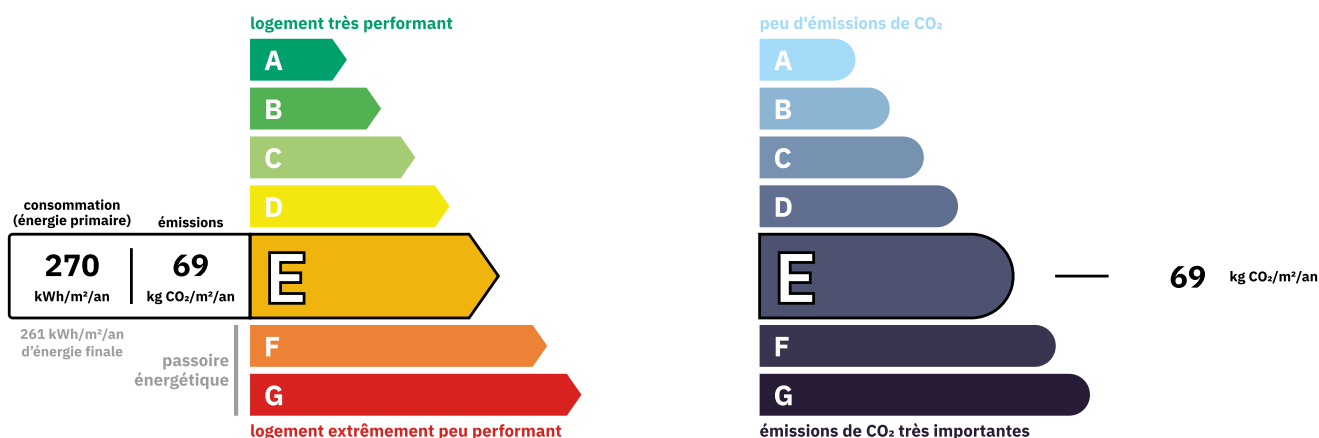 logement très performant
A
B
C
D
consommation
(énergie primaire)
émissions
270
kWh/m²/an
69
kg CO₂/m²/an
E
261 kWh/m²/an
d'énergie finale
passoire
énergétique
F
G
logement extrêmement peu performant
peu d'émissions de CO₂
A
B
C
D
E
69 kg CO₂/m²/an
F
G
émissions de CO₂ très importantes